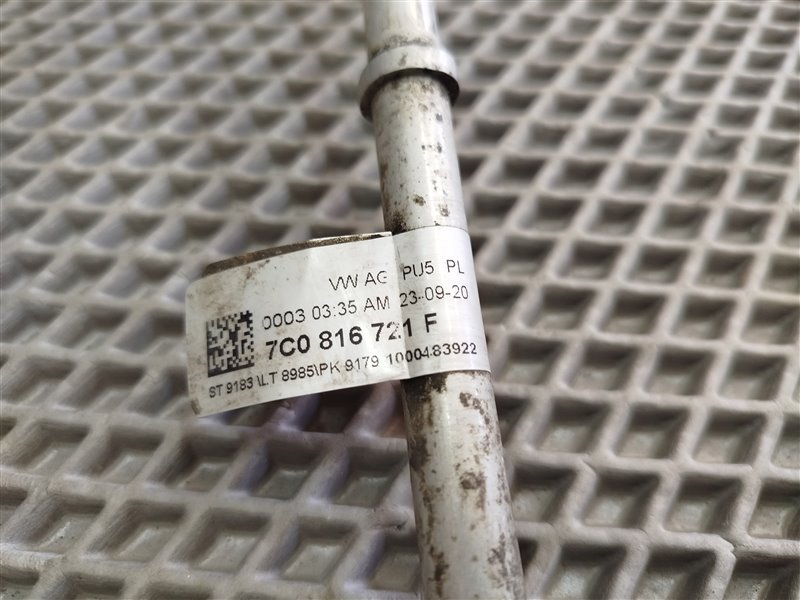 VW AG PU5 PL
0003 03:35 AM 23-09-20
7C0 816 721 F
ST 9183\LT 8985\PK 9179 1000483922